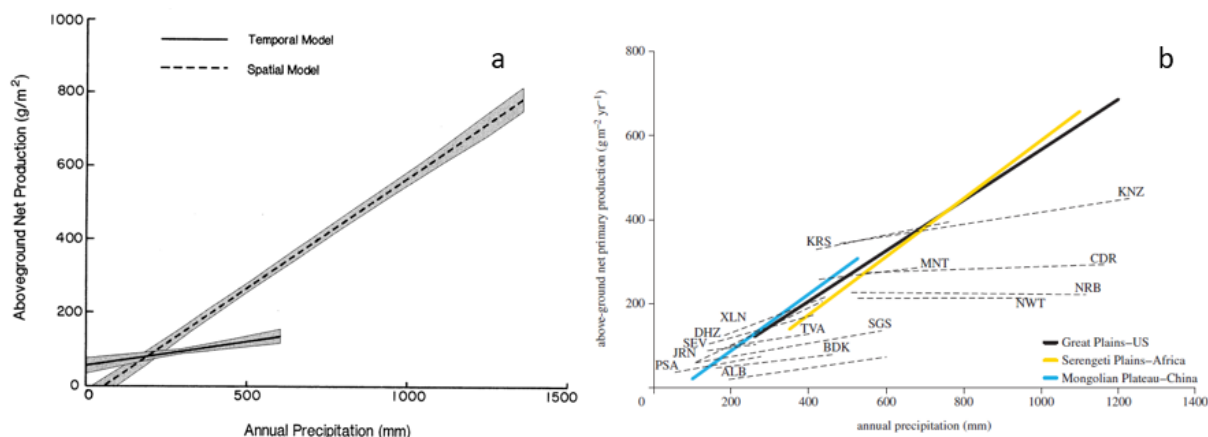 1000
800
600
400
200
0
Aboveground Net Production (g/m²)
Temporal Model
Spatial Model
a
0
500
1000
1500
Annual Precipitation (mm)
800
600
400
200
above-ground net primary production (g m⁻² yr⁻¹)
b
KNZ
KRS
MNT
CDR
NRB
NWT
XLN
DHZ
SEV
TVA
SGS
JRN
BDK
PSA
ALB
Great Plains–US
Serengeti Plains–Africa
Mongolian Plateau–China
0
200
400
600
800
1000
1200
1400
annual precipitation (mm)